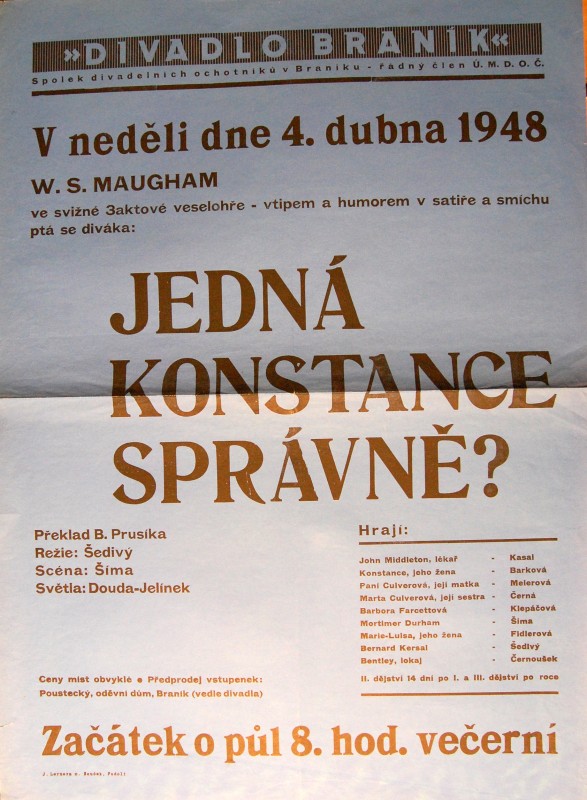 »DIVADLO BRANÍK«
Spolek divadelních ochotníků v Braníku - řádný člen Ú. M. D. O. Č.
V neděli dne 4. dubna 1948
W. S. MAUGHAM
ve svižné 3aktové veselohře - vtipem a humorem v satiře a smíchu
ptá se diváka:
JEDNÁ
KONSTANCE
SPRÁVNĚ?
Překlad B. Prusíka
Režie: Šedivý
Scéna: Šíma
Světla: Douda-Jelínek
Hrají:
John Middleton, lékař - Kasal
Konstance, jeho žena - Barková
Paní Culverová, její matka - Melerová
Marta Culverová, její sestra - Černá
Barbora Farcettová - Klepáčová
Mortimer Durham - Šíma
Marie-Luisa, jeho žena - Fidlerová
Bernard Kersal - Šedivý
Bentley, lokaj - Černoušek
II. dějství 14 dní po I. a III. dějství po roce
Ceny míst obvyklé • Předprodej vstupenek:
Poustecký, oděvní dům, Braník (vedle divadla)
Začátek o půl 8. hod. večerní